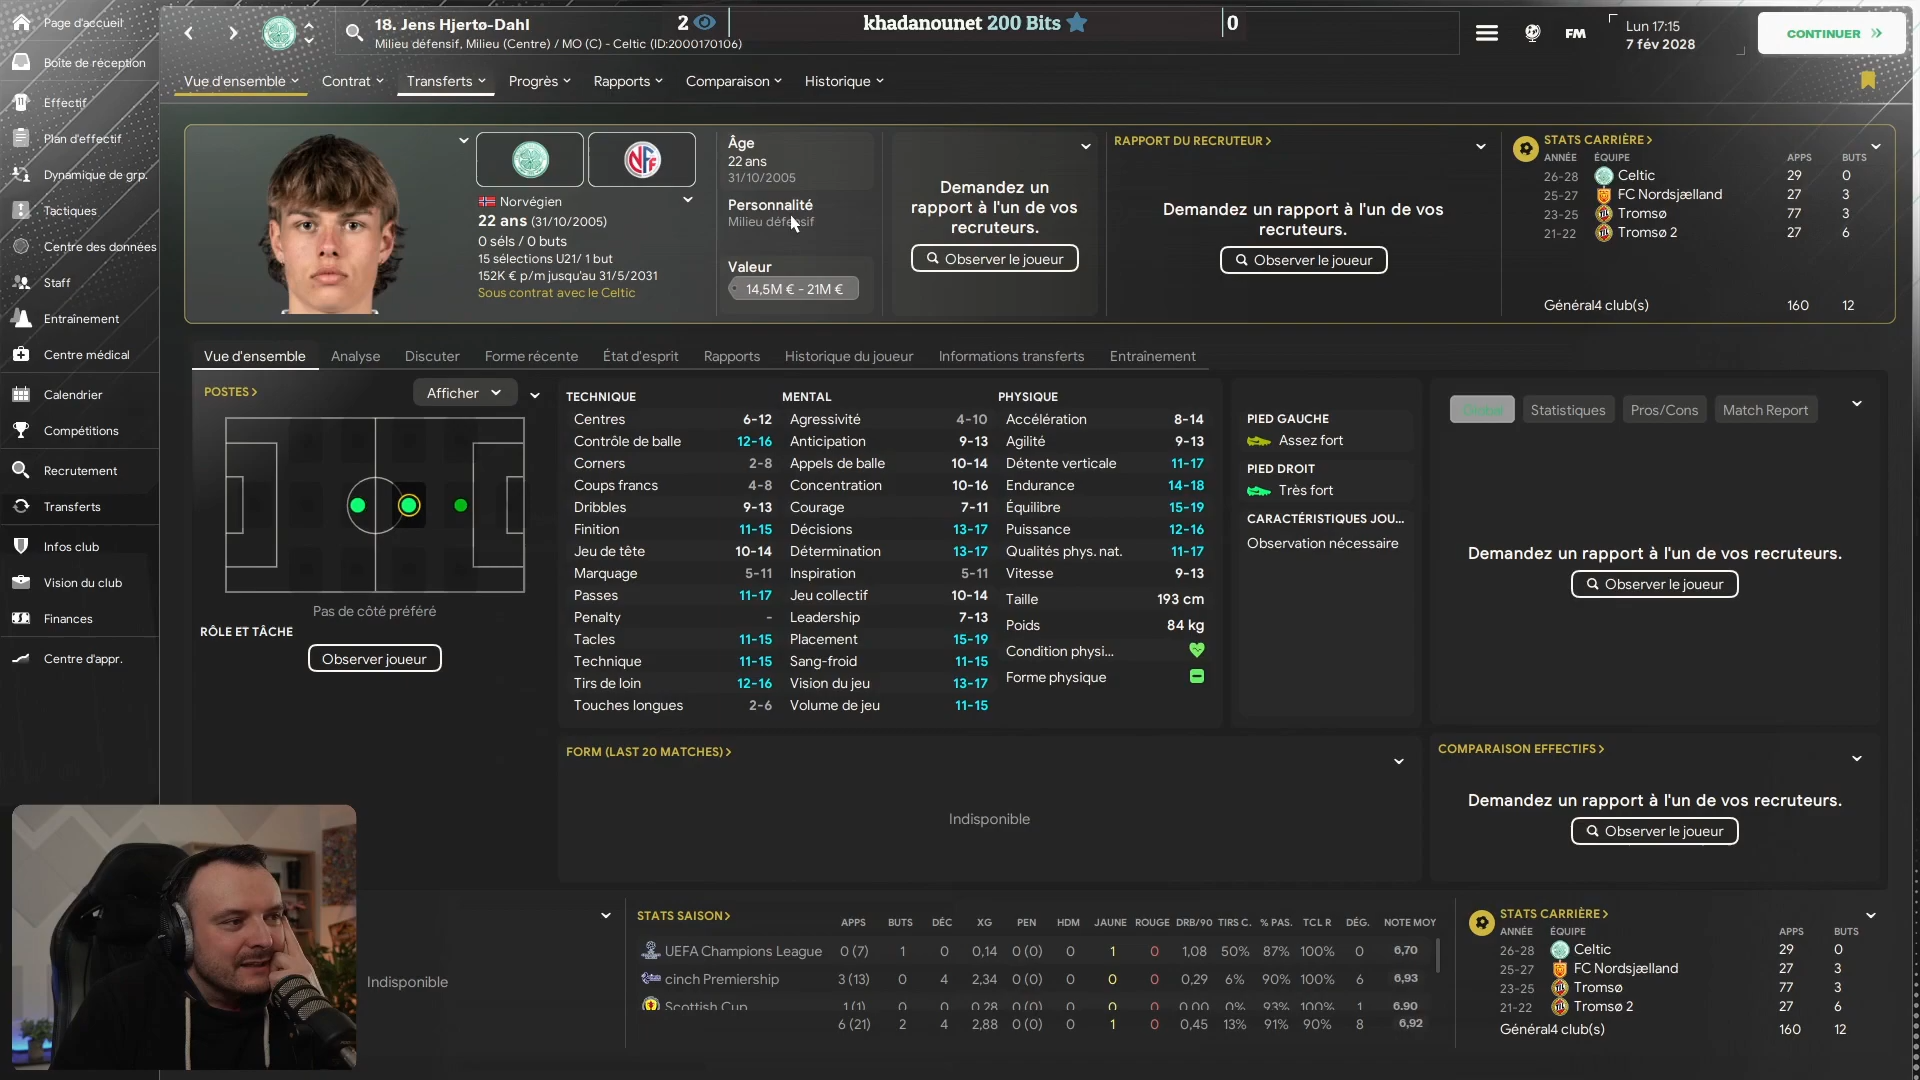 Page d'accueil
Boîte de réception
Effectif
Plan d'effectif
Dynamique de grp.
Tactiques
Centre des données
Staff
Entraînement
Centre médical
Calendrier
Compétitions
Recrutement
Transferts
Infos club
Vision du club
Finances
Centre d'appr.
18. Jens Hjertø-Dahl
Milieu défensif, Milieu (Centre) / MO (C) - Celtic (ID:2000170106)
2
khadanounet 200 Bits
0
FM
Lun 17:15
7 fév 2028
CONTINUER
Vue d'ensemble
Contrat
Transferts
Progrès
Rapports
Comparaison
Historique
NFF
Norvégien
22 ans (31/10/2005)
0 séls / 0 buts
15 sélections U21/ 1 but
152K € p/m jusqu'au 31/5/2031
Sous contrat avec le Celtic
Âge
22 ans
31/10/2005
Personnalité
Milieu défensif
Valeur
14,5M € - 21M €
Demandez un
rapport à l'un de vos
recruteurs.
Observer le joueur
RAPPORT DU RECRUTEUR >
Demandez un rapport à l'un de vos
recruteurs.
Observer le joueur
STATS CARRIÈRE >
ANNÉE ÉQUIPE APPS BUTS
26-28 Celtic 29 0
25-27 FC Nordsjælland 27 3
23-25 Tromsø 77 3
21-22 Tromsø 2 27 6
Général4 club(s) 160 12
Vue d'ensemble
Analyse
Discuter
Forme récente
État d'esprit
Rapports
Historique du joueur
Informations transferts
Entraînement
POSTES >
Afficher
Pas de côté préféré
RÔLE ET TÂCHE
Observer joueur
TECHNIQUE
Centres 6-12
Contrôle de balle 12-16
Corners 2-8
Coups francs 4-8
Dribbles 9-13
Finition 11-15
Jeu de tête 10-14
Marquage 5-11
Passes 11-17
Penalty -
Tacles 11-15
Technique 11-15
Tirs de loin 12-16
Touches longues 2-6
MENTAL
Agressivité 4-10
Anticipation 9-13
Appels de balle 10-14
Concentration 10-16
Courage 7-11
Décisions 13-17
Détermination 13-17
Inspiration 5-11
Jeu collectif 10-14
Leadership 7-13
Placement 15-19
Sang-froid 11-15
Vision du jeu 13-17
Volume de jeu 11-15
PHYSIQUE
Accélération 8-14
Agilité 9-13
Détente verticale 11-17
Endurance 14-18
Équilibre 15-19
Puissance 12-16
Qualités phys. nat. 11-17
Vitesse 9-13
Taille 193 cm
Poids 84 kg
Condition physi...
Forme physique
PIED GAUCHE
Assez fort
PIED DROIT
Très fort
CARACTÉRISTIQUES JOU...
Observation nécessaire
Global
Statistiques
Pros/Cons
Match Report
Demandez un rapport à l'un de vos recruteurs.
Observer le joueur
FORM (LAST 20 MATCHES) >
Indisponible
COMPARAISON EFFECTIFS >
Demandez un rapport à l'un de vos recruteurs.
Observer le joueur
Indisponible
STATS SAISON >
APPS BUTS DÉC XG PEN HDM JAUNE ROUGE DRB/90 TIRS C. % PAS. TCL R DÉG. NOTE MOY
UEFA Champions League 0 (7) 1 0 0,14 0 (0) 0 1 0 1,08 50% 87% 100% 0 6,70
cinch Premiership 3 (13) 0 4 2,34 0 (0) 0 0 0 0,29 6% 90% 100% 6 6,93
Scottish Cup 1 (1) 0 0 0,28 0 (0) 0 0 0 0,00 0% 93% 100% 1 6,90
6 (21) 2 4 2,88 0 (0) 0 1 0 0,45 13% 91% 90% 8 6,92
STATS CARRIÈRE >
ANNÉE ÉQUIPE APPS BUTS
26-28 Celtic 29 0
25-27 FC Nordsjælland 27 3
23-25 Tromsø 77 3
21-22 Tromsø 2 27 6
Général4 club(s) 160 12